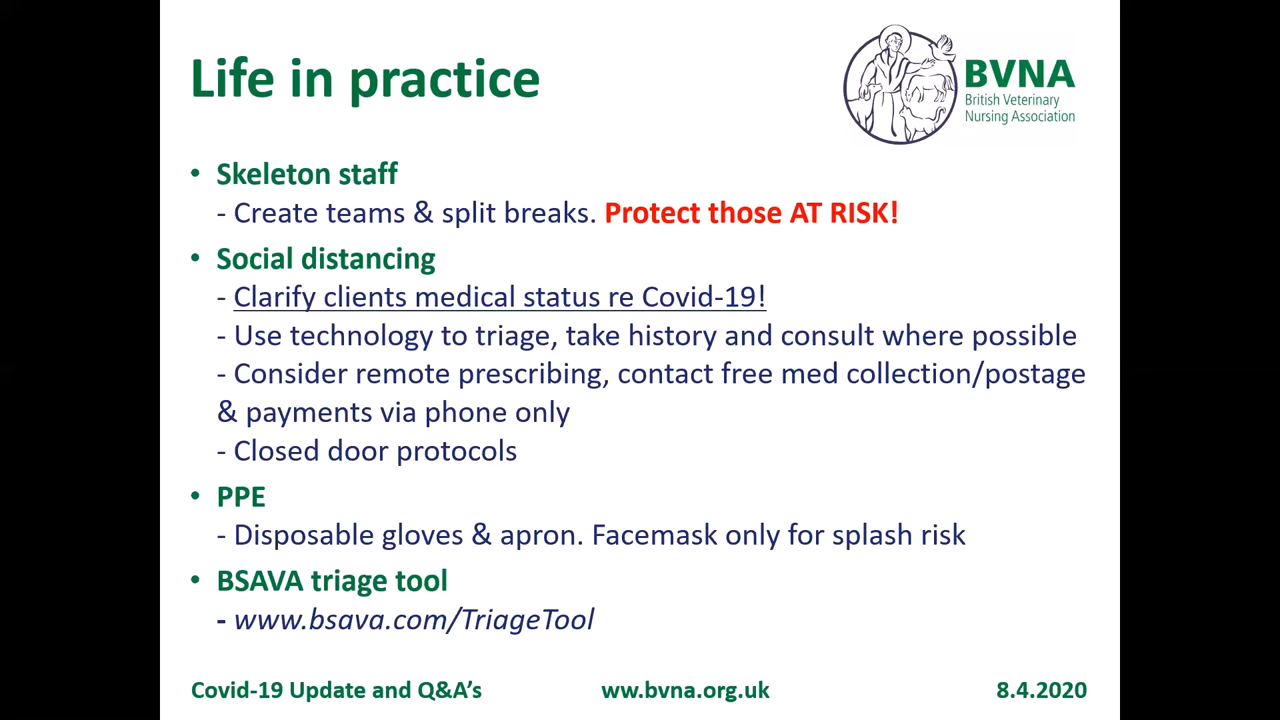 Life in practice
BVNA
British Veterinary
Nursing Association
• Skeleton staff
- Create teams & split breaks. Protect those AT RISK!
• Social distancing
- Clarify clients medical status re Covid-19!
- Use technology to triage, take history and consult where possible
- Consider remote prescribing, contact free med collection/postage
& payments via phone only
- Closed door protocols
• PPE
- Disposable gloves & apron. Facemask only for splash risk
• BSAVA triage tool
- www.bsava.com/TriageTool
Covid-19 Update and Q&A’s ww.bvna.org.uk 8.4.2020